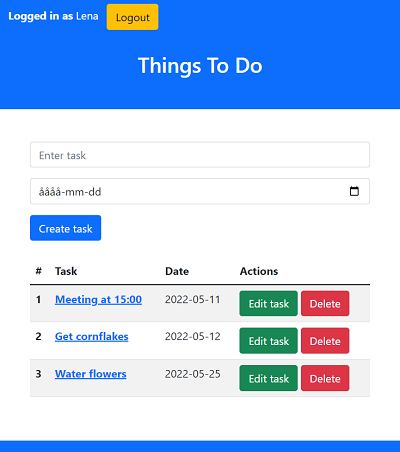 Logged in as Lena Logout
Things To Do
Enter task
åååå-mm-dd
Create task
# Task Date Actions
1 Meeting at 15:00 2022-05-11 Edit task Delete
2 Get cornflakes 2022-05-12 Edit task Delete
3 Water flowers 2022-05-25 Edit task Delete